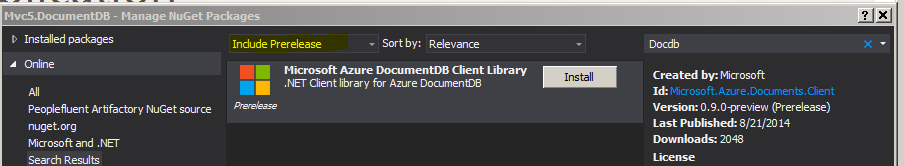 Mvc5.DocumentDB - Manage NuGet Packages
Installed packages
Online
All
Peoplefluent Artifactory NuGet source
nuget.org
Microsoft and .NET
Search Results
Include Prerelease
Sort by: Relevance
Microsoft Azure DocumentDB Client Library
.NET Client library for Azure DocumentDB
Prerelease
Install
Docdb
Created by: Microsoft
Id: Microsoft.Azure.Documents.Client
Version: 0.9.0-preview (Prerelease)
Last Published: 8/21/2014
Downloads: 2048
License